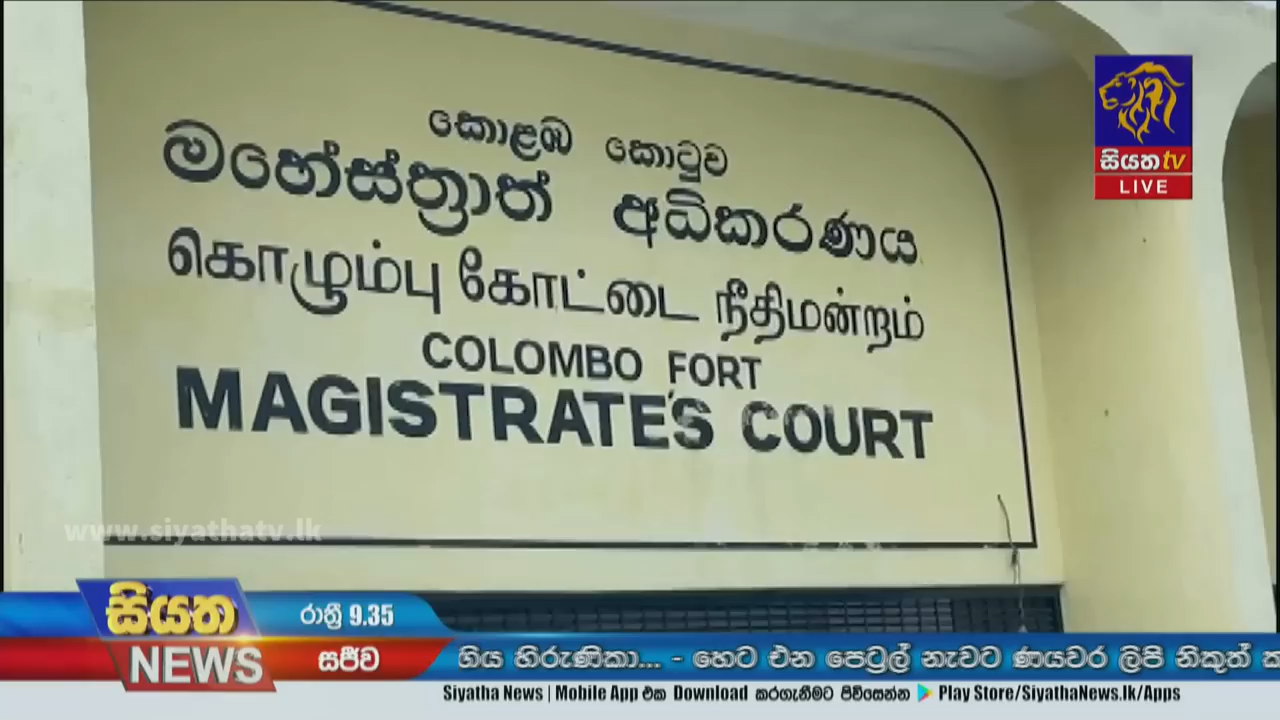 කොළඹ කොටුව
මහේස්ත්‍රාත් අධිකරණය
கொழும்பு கோட்டை நீதிமன்றம்
COLOMBO FORT
MAGISTRATE'S COURT
සියත tv
LIVE
www.siyathatv.lk
සියත
NEWS
රාත්‍රී 9.35
සජීව
ගිය හිරුණිකා... - හෙට එන පෙට්‍රල් නැවට ණයවර ලිපි නිකුත් ක
Siyatha News | Mobile App එක Download කරගැනීමට පිවිසෙන්න Play Store/SiyathaNews.lk/Apps